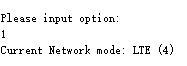 Please input option:
1
Current Network mode: LTE (4)